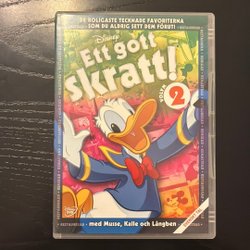 DE ROLIGASTE TECKNADE FAVORITERNA
SOM DU ALDRIG SETT DEM FÖRUT!
Disney
Ett gott
skratt!
2
med Musse, Kalle och Långben